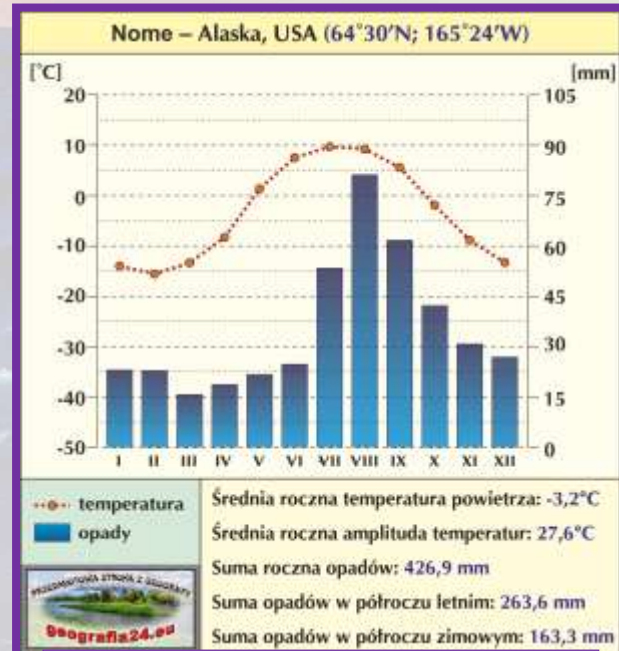 Nome – Alaska, USA (64°30'N; 165°24'W)
[°C] [mm]
20 105
10 90
0 75
-10 60
-20 45
-30 30
-40 15
-50 0
I II III IV V VI VII VIII IX X XI XII
temperatura
opady
Średnia roczna temperatura powietrza: -3,2°C
Średnia roczna amplituda temperatur: 27,6°C
Suma roczna opadów: 426,9 mm
Suma opadów w półroczu letnim: 263,6 mm
Suma opadów w półroczu zimowym: 163,3 mm
PRZEDMIOTOWA STRONA Z GEOGRAFII
geografia24.eu